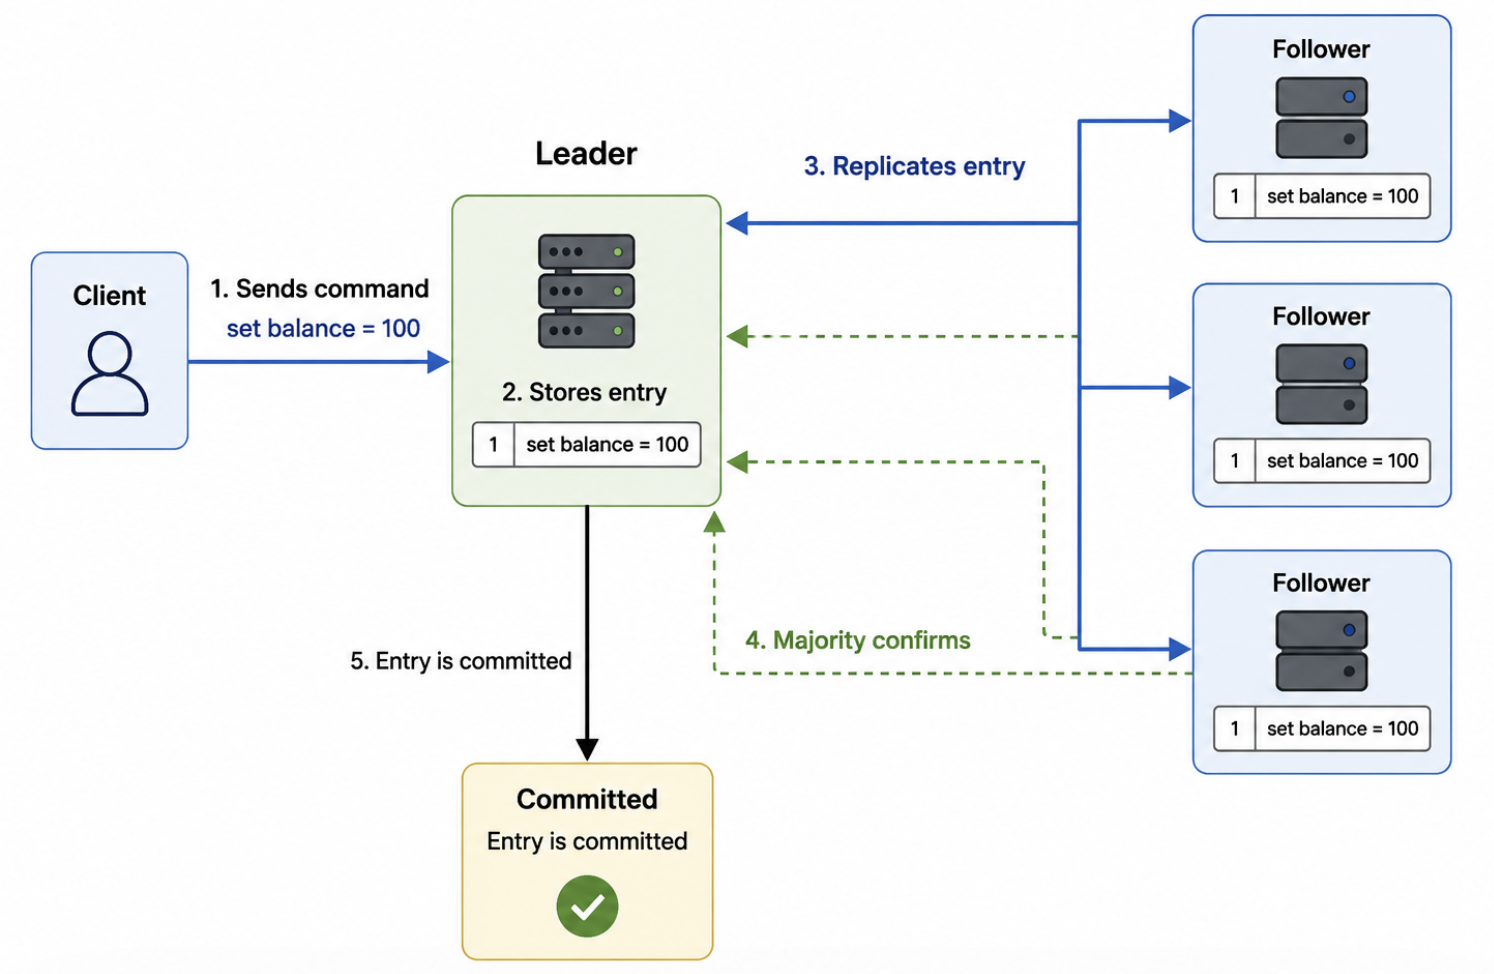 Client
1. Sends command
set balance = 100
Leader
2. Stores entry
1 set balance = 100
3. Replicates entry
Follower
1 set balance = 100
Follower
1 set balance = 100
Follower
1 set balance = 100
4. Majority confirms
5. Entry is committed
Committed
Entry is committed